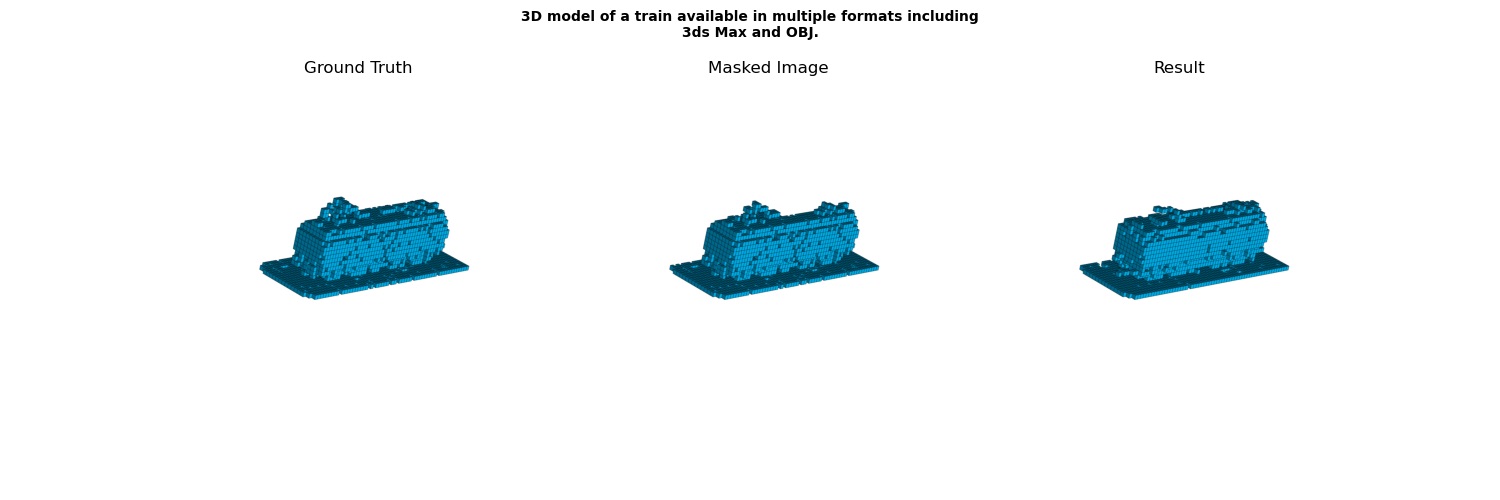 3D model of a train available in multiple formats including
3ds Max and OBJ.
Ground Truth
Masked Image
Result